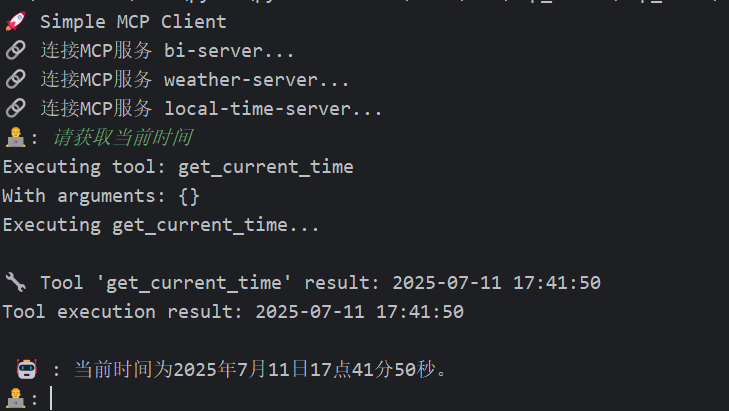 🚀 Simple MCP Client
🔗 连接MCP服务 bi-server...
🔗 连接MCP服务 weather-server...
🔗 连接MCP服务 local-time-server...
👨‍💻: 请获取当前时间
Executing tool: get_current_time
With arguments: {}
Executing get_current_time...
🔧 Tool 'get_current_time' result: 2025-07-11 17:41:50
Tool execution result: 2025-07-11 17:41:50
🤖 : 当前时间为2025年7月11日17点41分50秒。
👨‍💻: